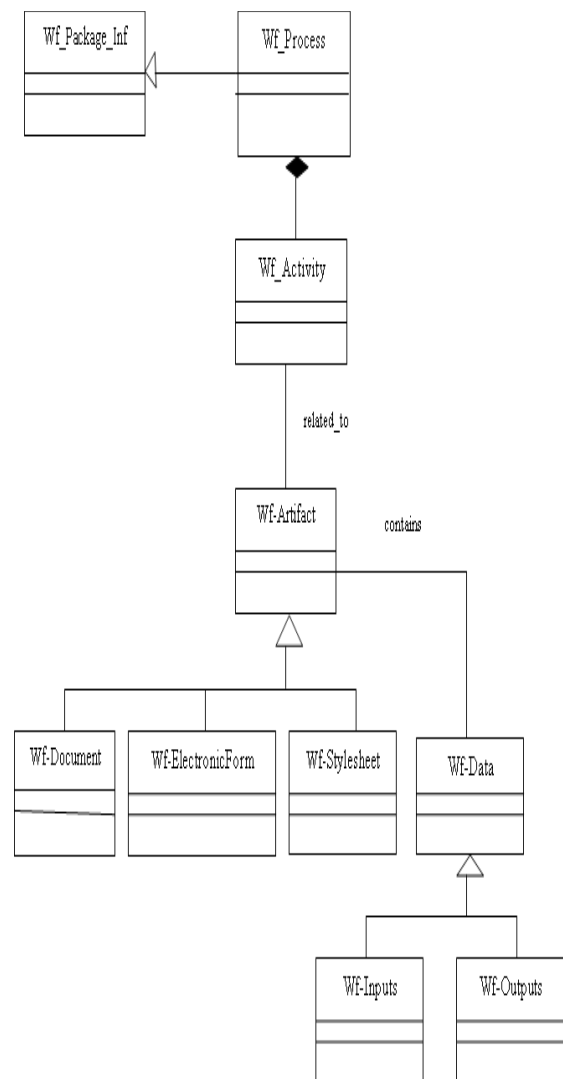 Wf_Package_Inf
Wf_Process
Wf_Activity
related_to
Wf-Artifact
contains
Wf-Document
Wf-ElectronicForm
Wf-Stylesheet
Wf-Data
Wf-Inputs
Wf-Outputs